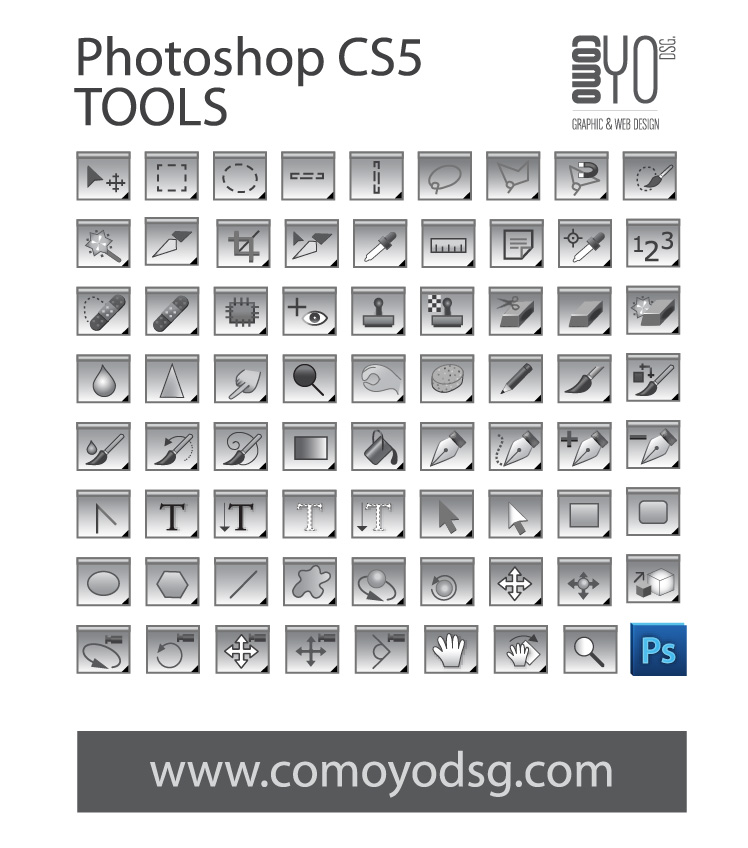 Photoshop CS5
TOOLS
como
YO
DSG.
GRAPHIC & WEB DESIGN
123
T
T
T
T
Ps
www.comoyodsg.com